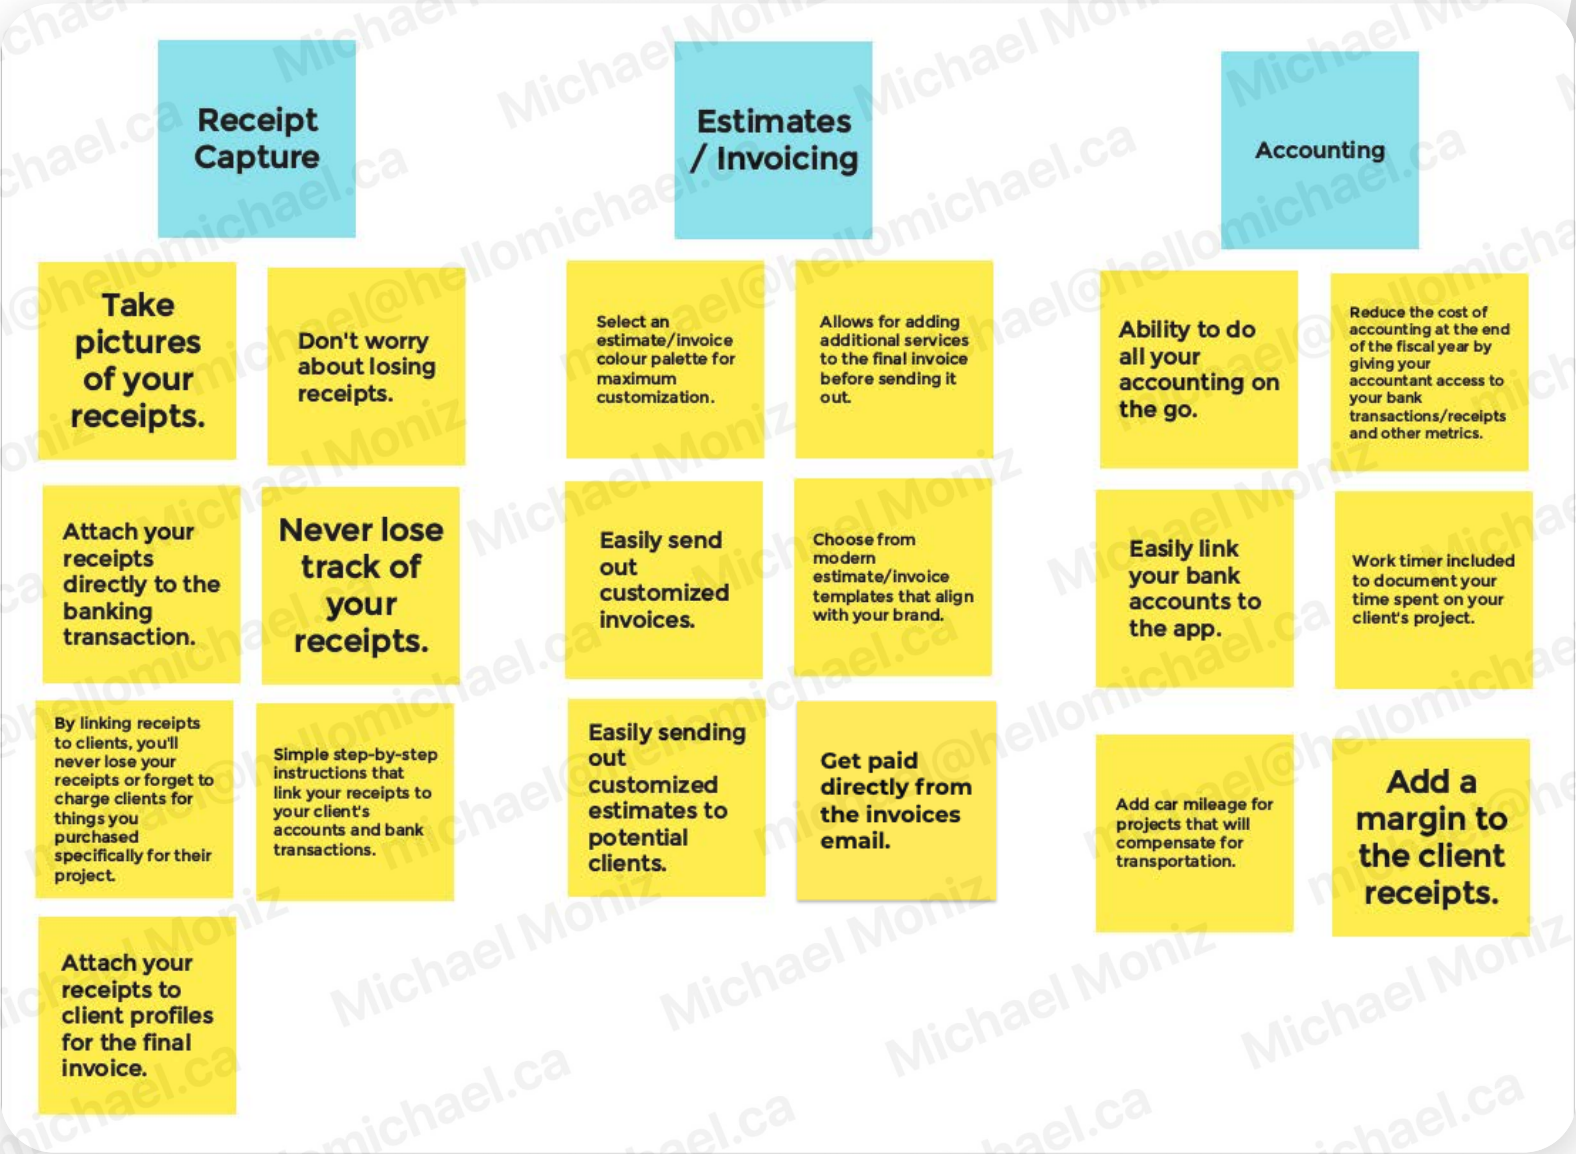 Receipt
Capture
Take
pictures
of your
receipts.
Don't worry
about losing
receipts.
Attach your
receipts
directly to the
banking
transaction.
Never lose
track of
your
receipts.
By linking receipts
to clients, you'll
never lose your
receipts or forget to
charge clients for
things you
purchased
specifically for their
project.
Simple step-by-step
instructions that
link your receipts to
your client's
accounts and bank
transactions.
Attach your
receipts to
client profiles
for the final
invoice.
Estimates
/ Invoicing
Select an
estimate/invoice
colour palette for
maximum
customization.
Allows for adding
additional services
to the final invoice
before sending it
out.
Easily send
out
customized
invoices.
Choose from
modern
estimate/invoice
templates that align
with your brand.
Easily sending
out
customized
estimates to
potential
clients.
Get paid
directly from
the invoices
email.
Accounting
Ability to do
all your
accounting on
the go.
Reduce the cost of
accounting at the end
of the fiscal year by
giving your
accountant access to
your bank
transactions/receipts
and other metrics.
Easily link
your bank
accounts to
the app.
Work timer included
to document your
time spent on your
client's project.
Add car mileage for
projects that will
compensate for
transportation.
Add a
margin to
the client
receipts.
Michael Moniz
michael@hellomichael.ca